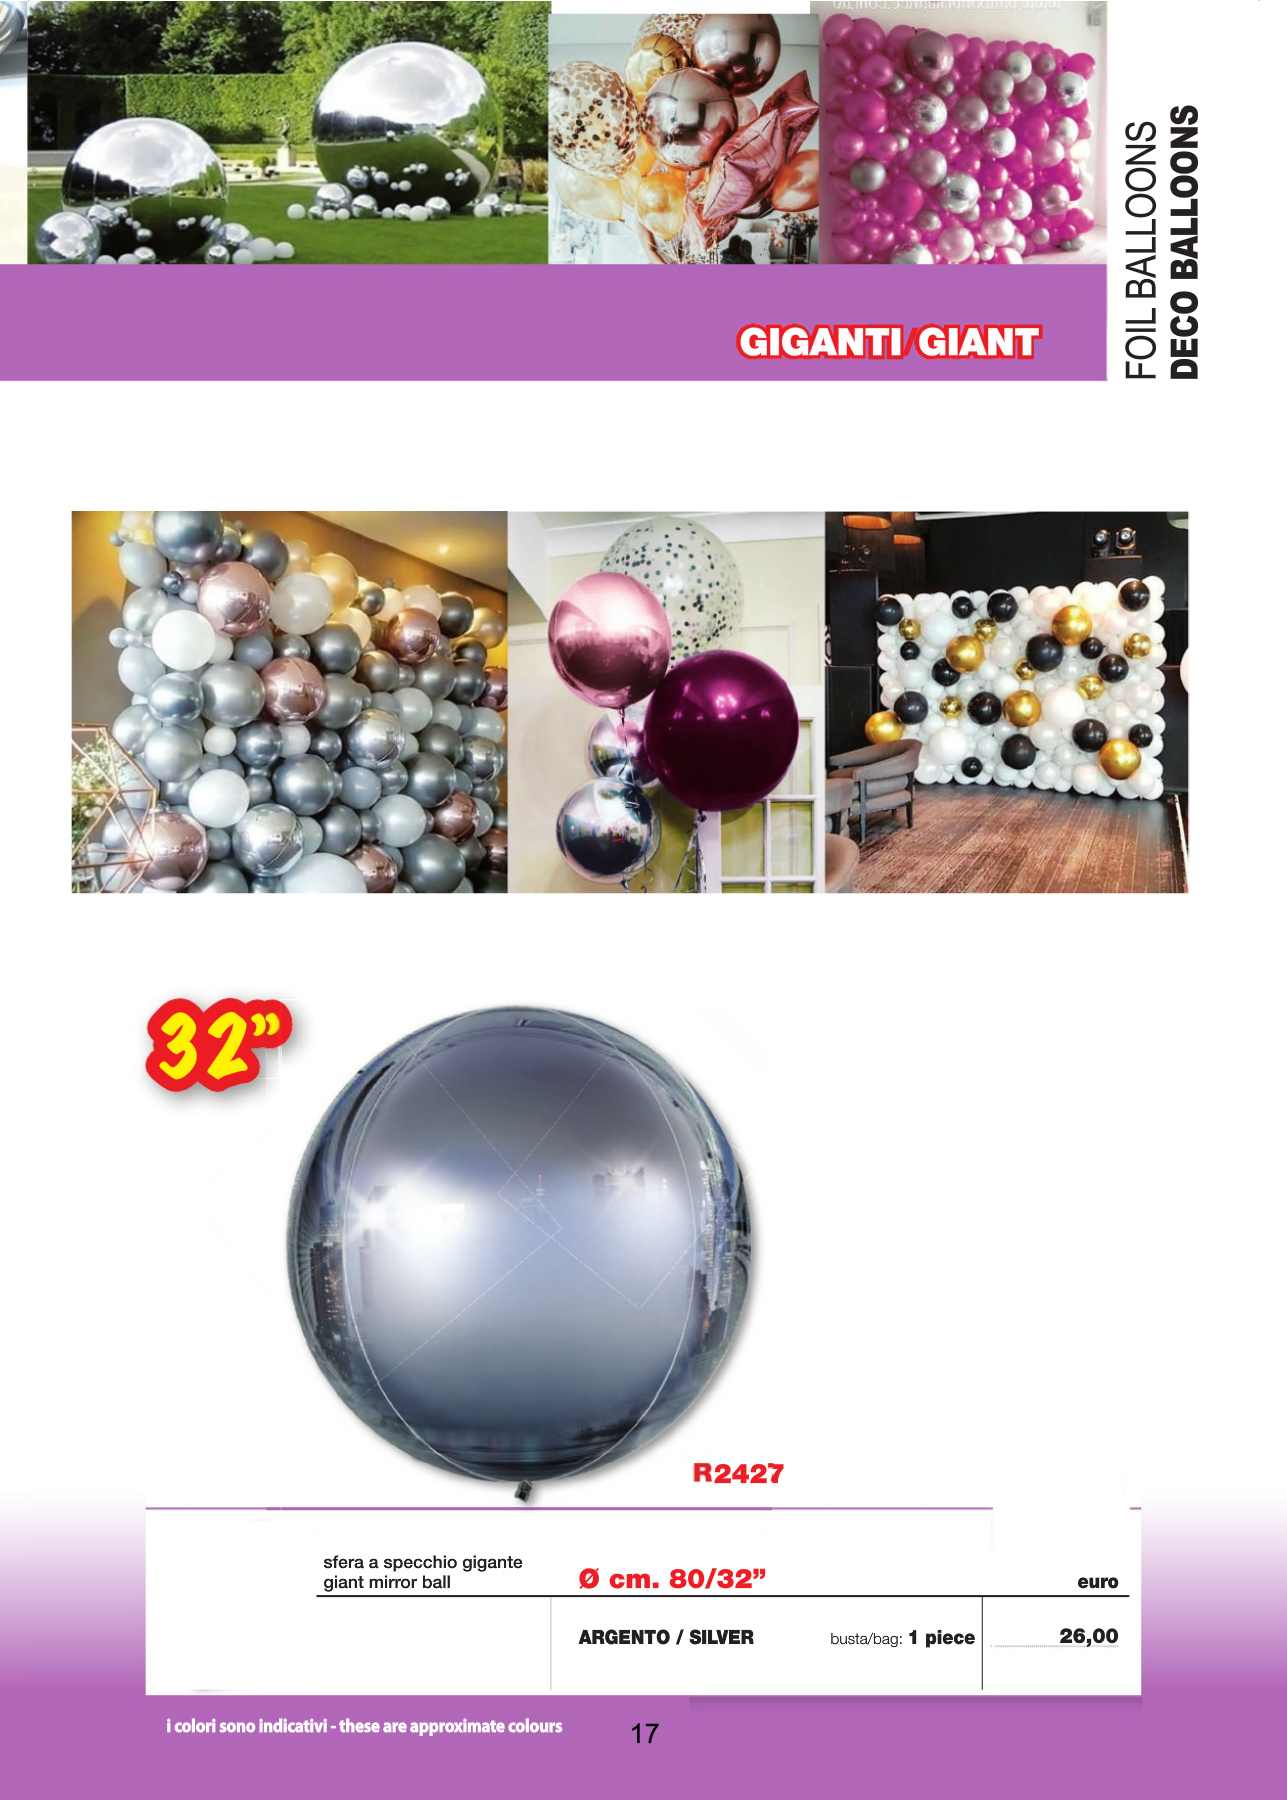 FOIL BALLOONS
DECO BALLOONS
GIGANTI/GIANT
32”
R2427
sfera a specchio gigante
giant mirror ball
Ø cm. 80/32”
euro
ARGENTO / SILVER
busta/bag: 1 piece
26,00
i colori sono indicativi - these are approximate colours
17